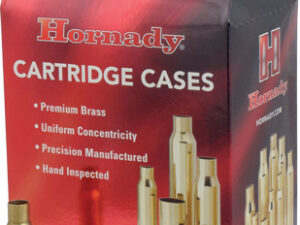 Hornady
CARTRIDGE CASES
• Premium Brass
• Uniform Concentricity
• Precision Manufactured
• Hand Inspected
H
Hornady
HORNADY.COM